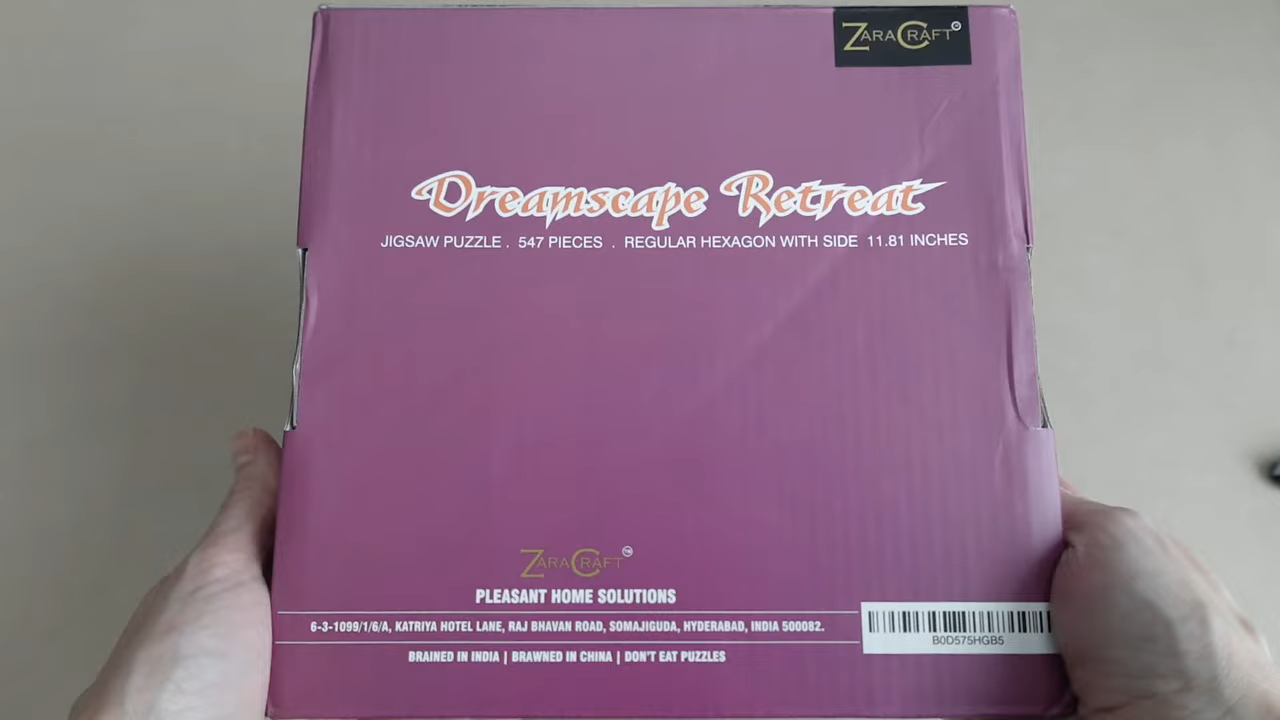 ZARACRAFT©
Dreamscape Retreat
JIGSAW PUZZLE . 547 PIECES . REGULAR HEXAGON WITH SIDE 11.81 INCHES
ZARACRAFT™
PLEASANT HOME SOLUTIONS
6-3-1099/1/6/A, KATRIYA HOTEL LANE, RAJ BHAVAN ROAD, SOMAJIGUDA, HYDERABAD, INDIA 500082.
B0D575HGB5
BRAINED IN INDIA | BRAWNED IN CHINA | DON'T EAT PUZZLES